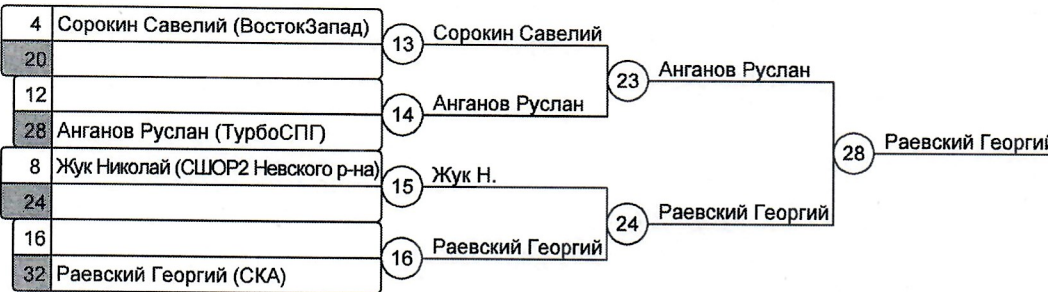 4 Сорокин Савелий (ВостокЗапад)
20
13 Сорокин Савелий
12
28 Анганов Руслан (ТурбоСПГ)
14 Анганов Руслан
23 Анганов Руслан
8 Жук Николай (СШОР2 Невского р-на)
24
15 Жук Н.
16
32 Раевский Георгий (СКА)
16 Раевский Георгий
24 Раевский Георгий
28 Раевский Георгий